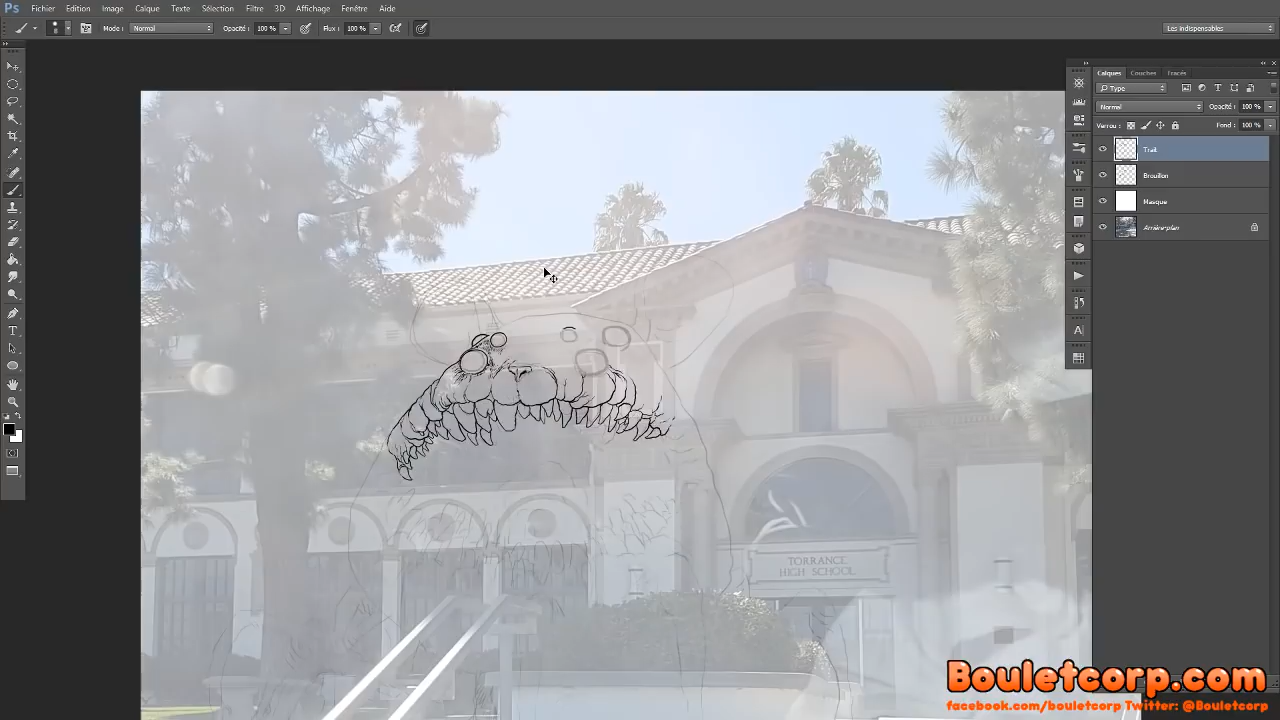 Ps Fichier Edition Image Calque Texte Sélection Filtre 3D Affichage Fenêtre Aide
Mode : Normal Opacité : 100 % Flux : 100 % Les indispensables
Calques Couches Tracés
Type
Normal Opacité : 100 %
Verrou : Fond : 100 %
Trait
Brouillon
Masque
Arrière-plan
TORRANCE
HIGH SCHOOL
Bouletcorp.com
facebook.com/bouletcorp Twitter: @Bouletcorp